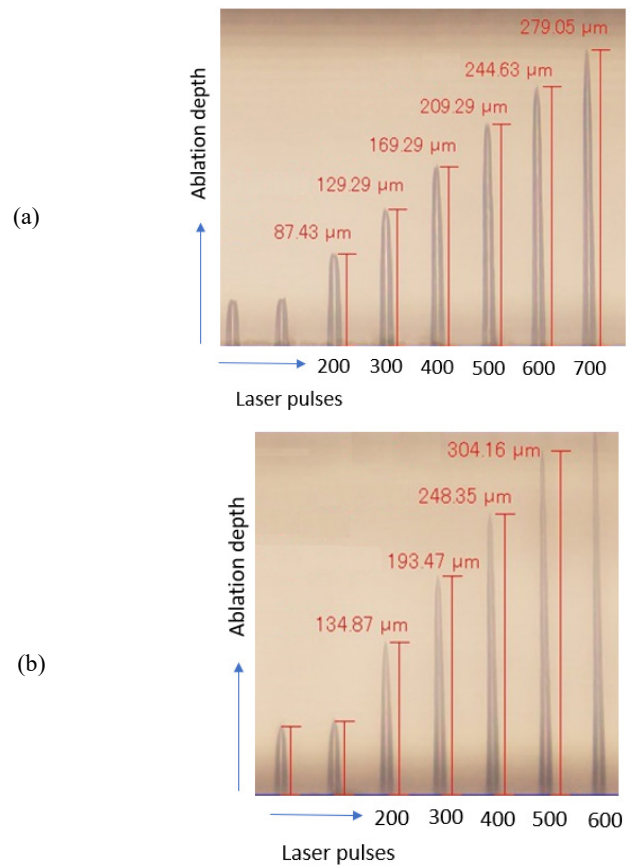 279.05 µm
244.63 µm
209.29 µm
169.29 µm
129.29 µm
87.43 µm
Ablation depth
(a)
200 300 400 500 600 700
Laser pulses
304.16 µm
248.35 µm
193.47 µm
134.87 µm
Ablation depth
(b)
200 300 400 500 600
Laser pulses